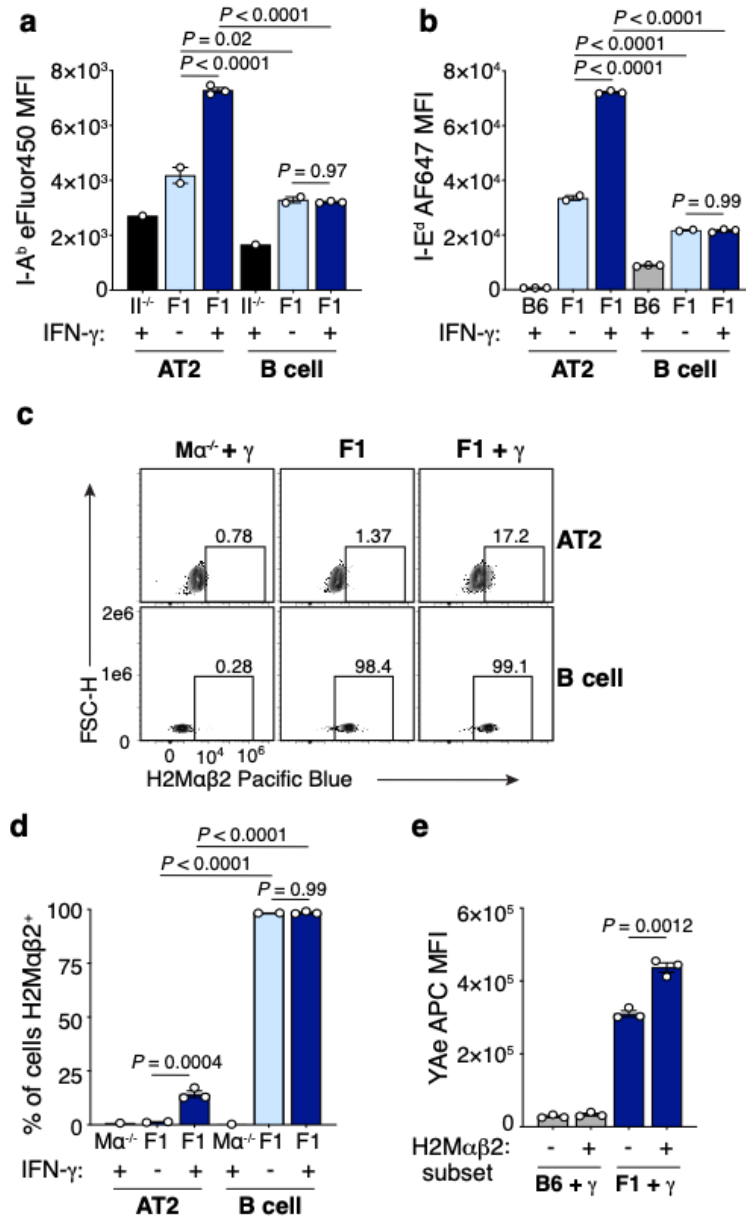 a
P < 0.0001
P = 0.02
P < 0.0001
I-Aᵇ eFluor450 MFI
8×10³
6×10³
4×10³
2×10³
0
P = 0.97
II⁻/⁻ F1 F1 II⁻/⁻ F1 F1
IFN-γ: + - + + - +
AT2 B cell
b
P < 0.0001
P < 0.0001
P < 0.0001
I-Eᵈ AF647 MFI
8×10⁴
6×10⁴
4×10⁴
2×10⁴
0
P = 0.99
B6 F1 F1 B6 F1 F1
IFN-γ: + - + + - +
AT2 B cell
c
Mα⁻/⁻ + γ F1 F1 + γ
0.78 1.37 17.2
AT2
2e6
1e6
0
0.28 98.4 99.1
B cell
FSC-H
0 10⁴ 10⁶
H2Mαβ2 Pacific Blue
d
P < 0.0001
P < 0.0001
P = 0.99
% of cells H2Mαβ2⁺
100
75
50
25
0
P = 0.0004
Mα⁻/⁻ F1 F1 Mα⁻/⁻ F1 F1
IFN-γ: + - + + - +
AT2 B cell
e
YAe APC MFI
6×10⁵
4×10⁵
2×10⁵
0
P = 0.0012
H2Mαβ2: - + - +
subset
B6 + γ F1 + γ